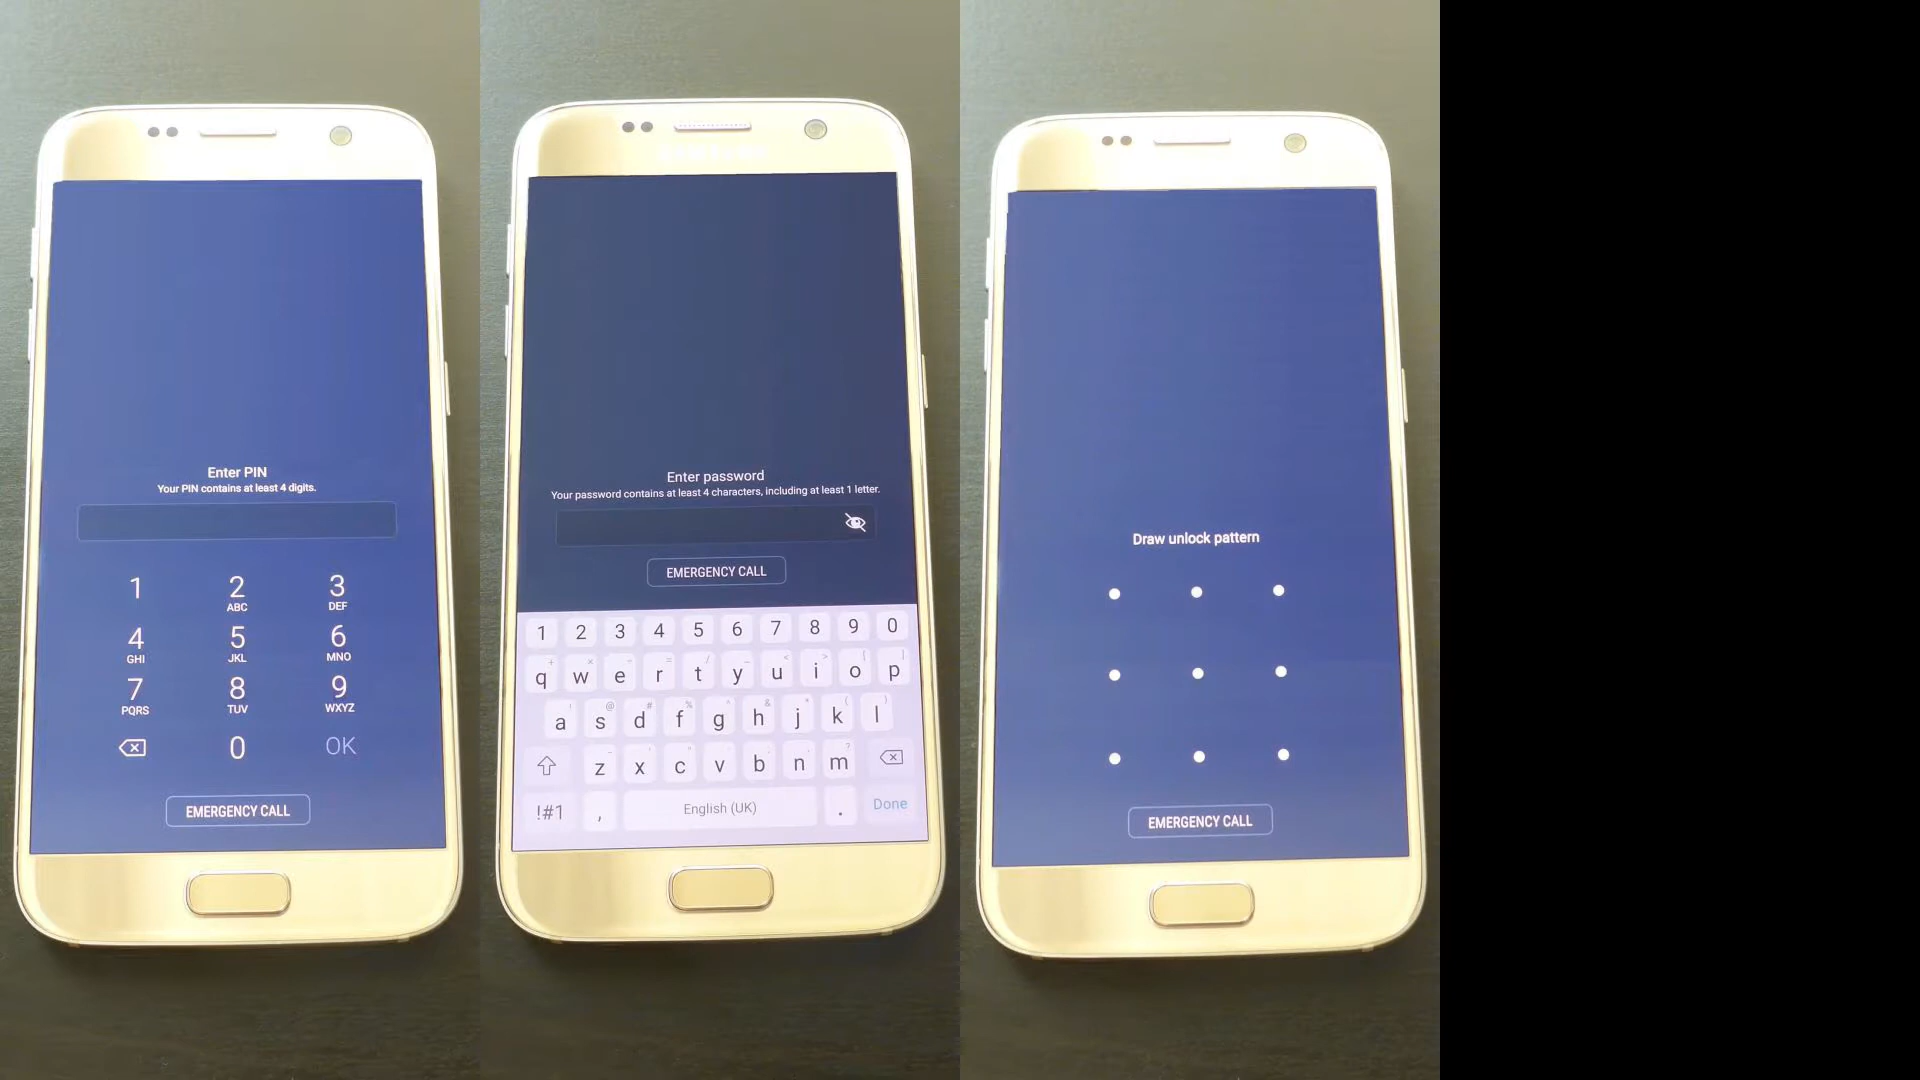 Enter PIN
Your PIN contains at least 4 digits.
1 2 3
ABC DEF
4 5 6
GHI JKL MNO
7 8 9
PQRS TUV WXYZ
0 OK
EMERGENCY CALL
SAMSUNG
Enter password
Your password contains at least 4 characters, including at least 1 letter.
EMERGENCY CALL
1 2 3 4 5 6 7 8 9 0
q w e r t y u i o p
a s d f g h j k l
z x c v b n m
!#1 , English (UK) . Done
Draw unlock pattern
EMERGENCY CALL